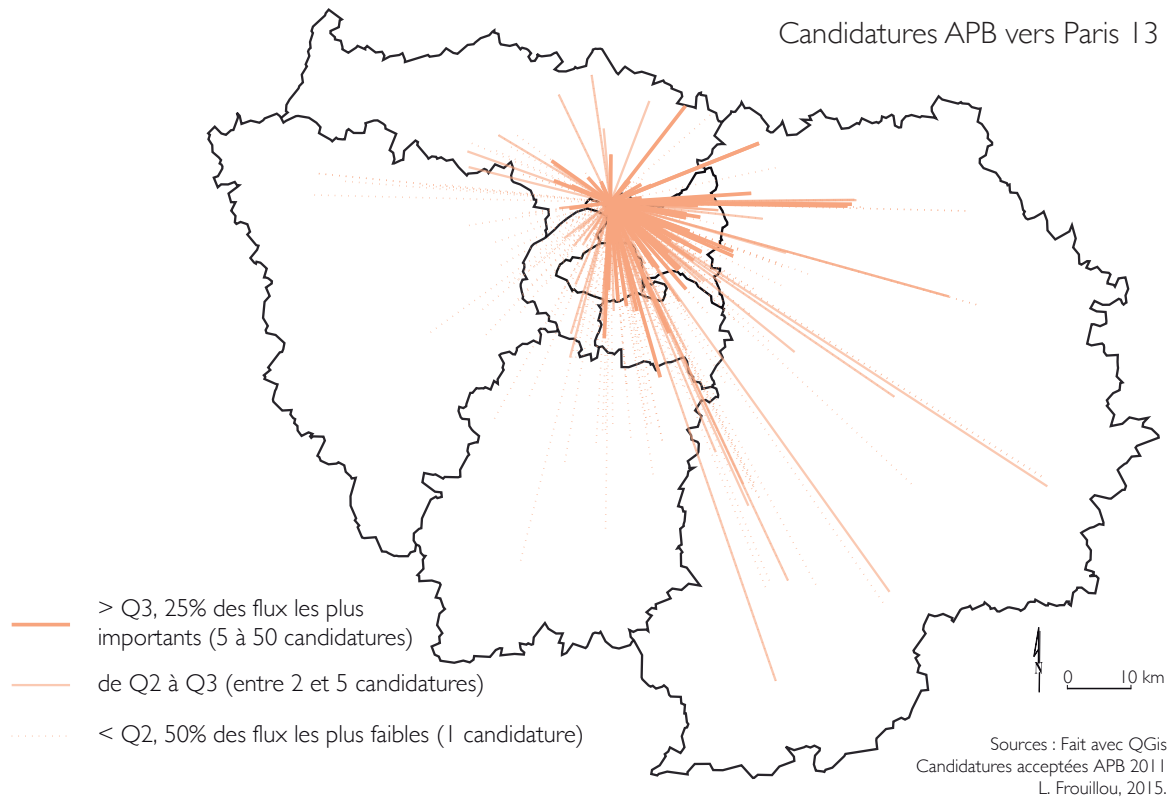 Candidatures APB vers Paris 13
> Q3, 25% des flux les plus
importants (5 à 50 candidatures)
de Q2 à Q3 (entre 2 et 5 candidatures)
< Q2, 50% des flux les plus faibles (1 candidature)
N
0 10 km
Sources : Fait avec QGis
Candidatures acceptées APB 2011
L. Frouillou, 2015.